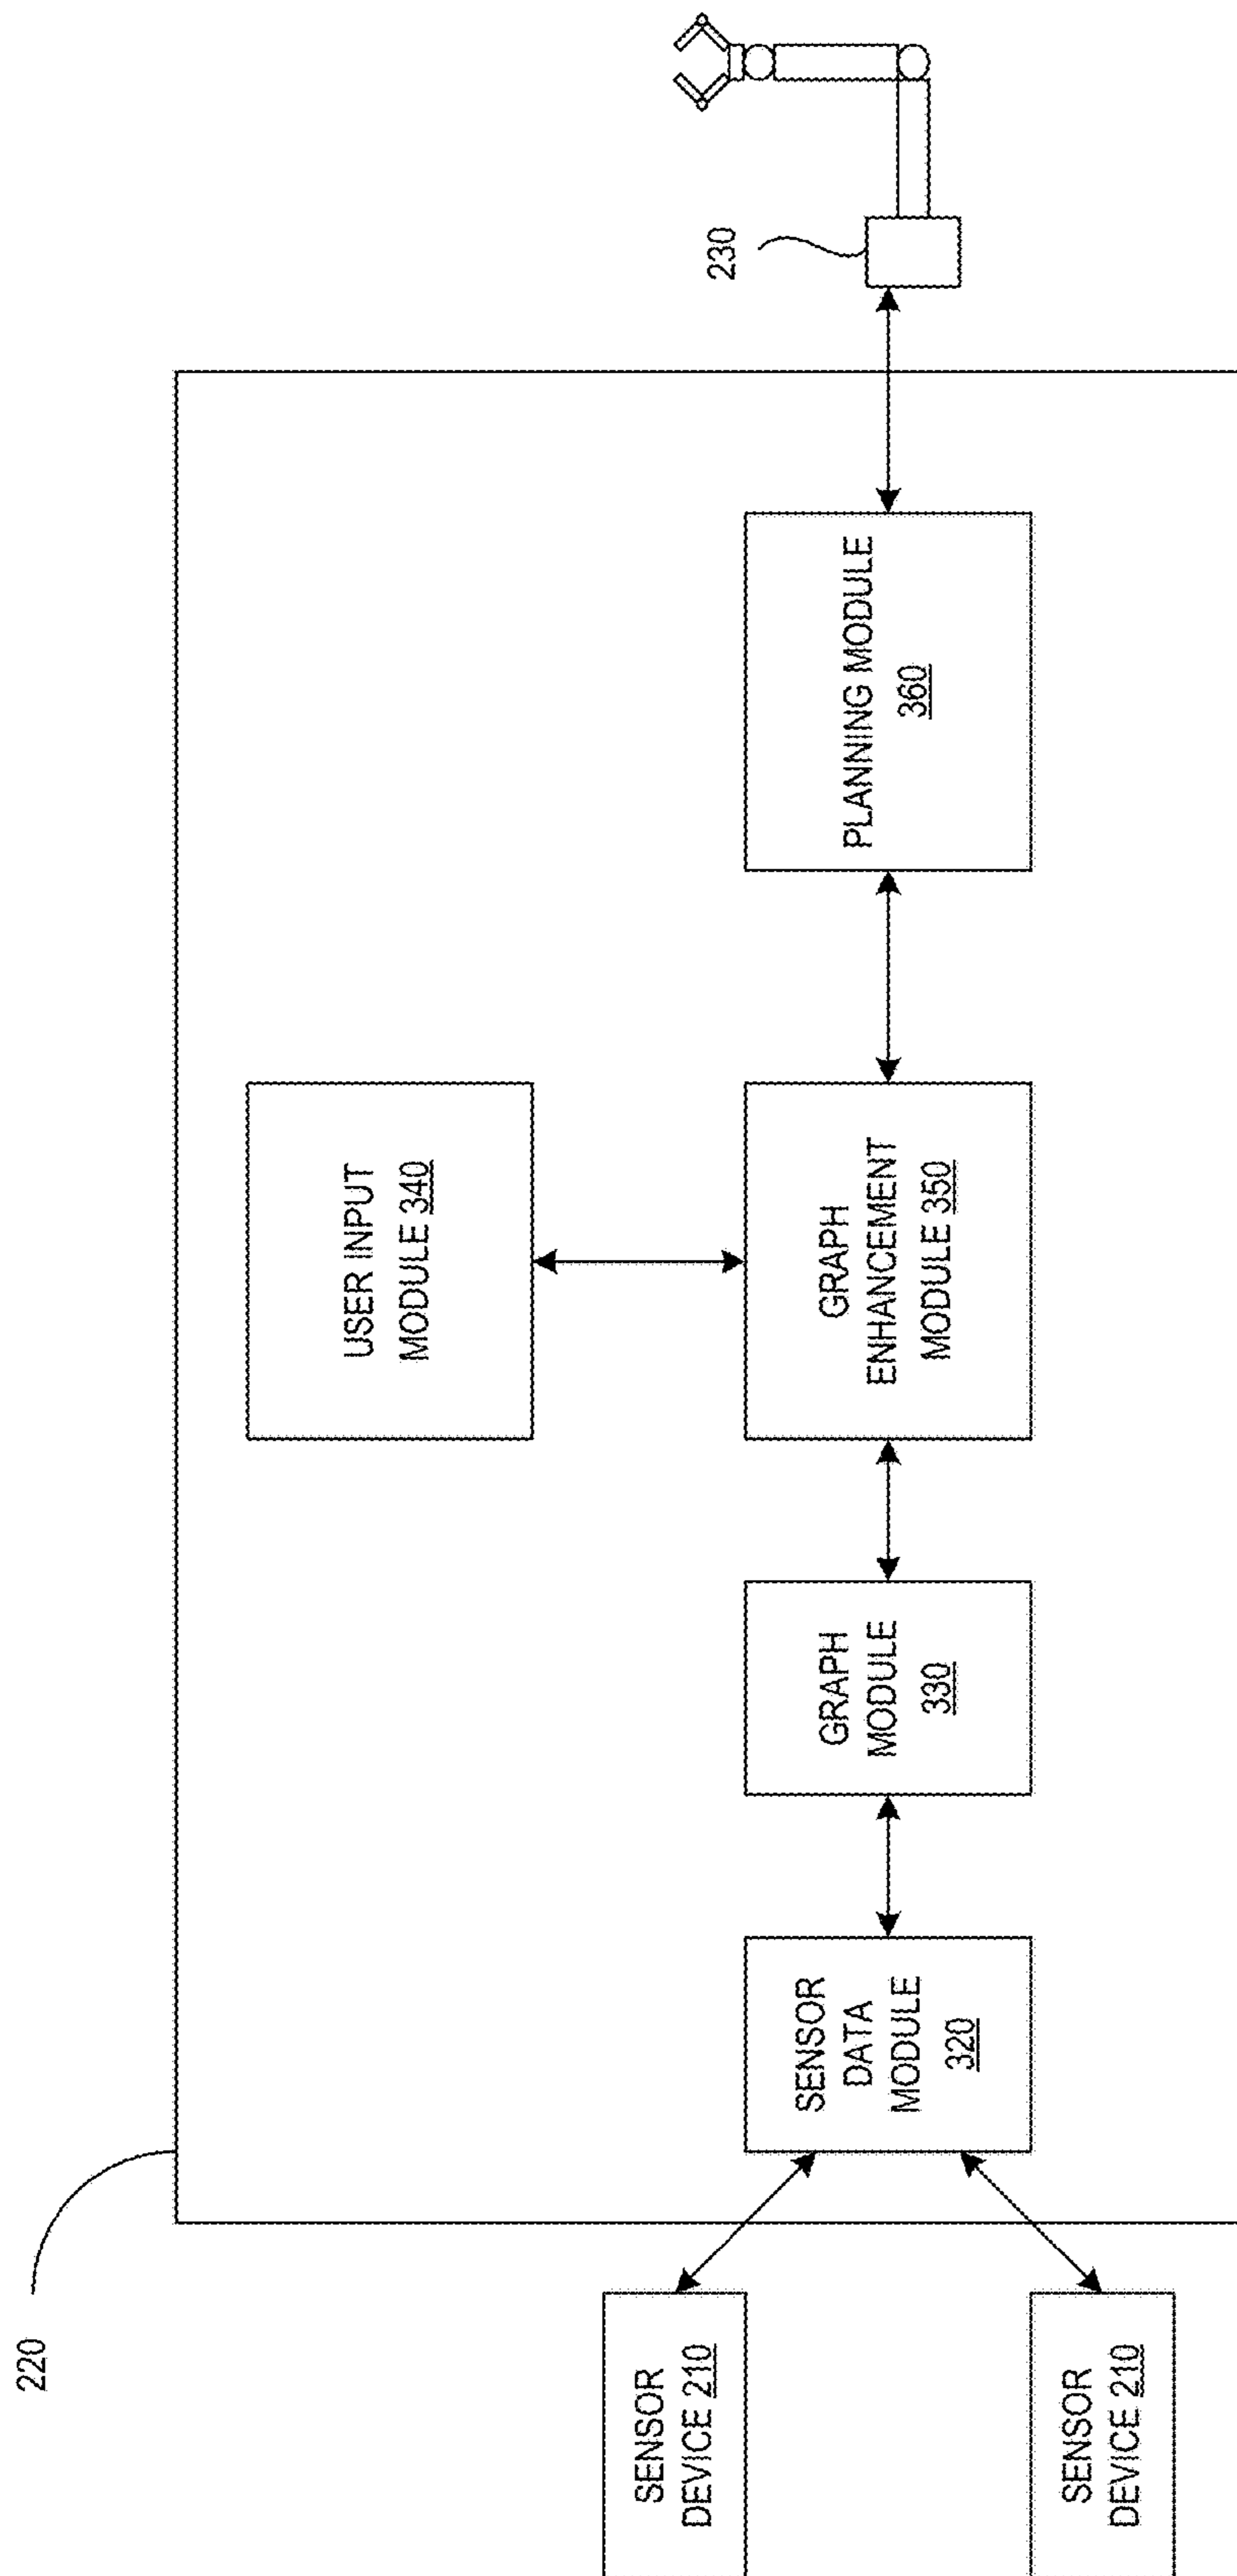 220
SENSOR
DEVICE 210
SENSOR
DEVICE 210
SENSOR
DATA
MODULE
320
GRAPH
MODULE
330
USER INPUT
MODULE 340
GRAPH
ENHANCEMENT
MODULE 350
PLANNING MODULE
360
230